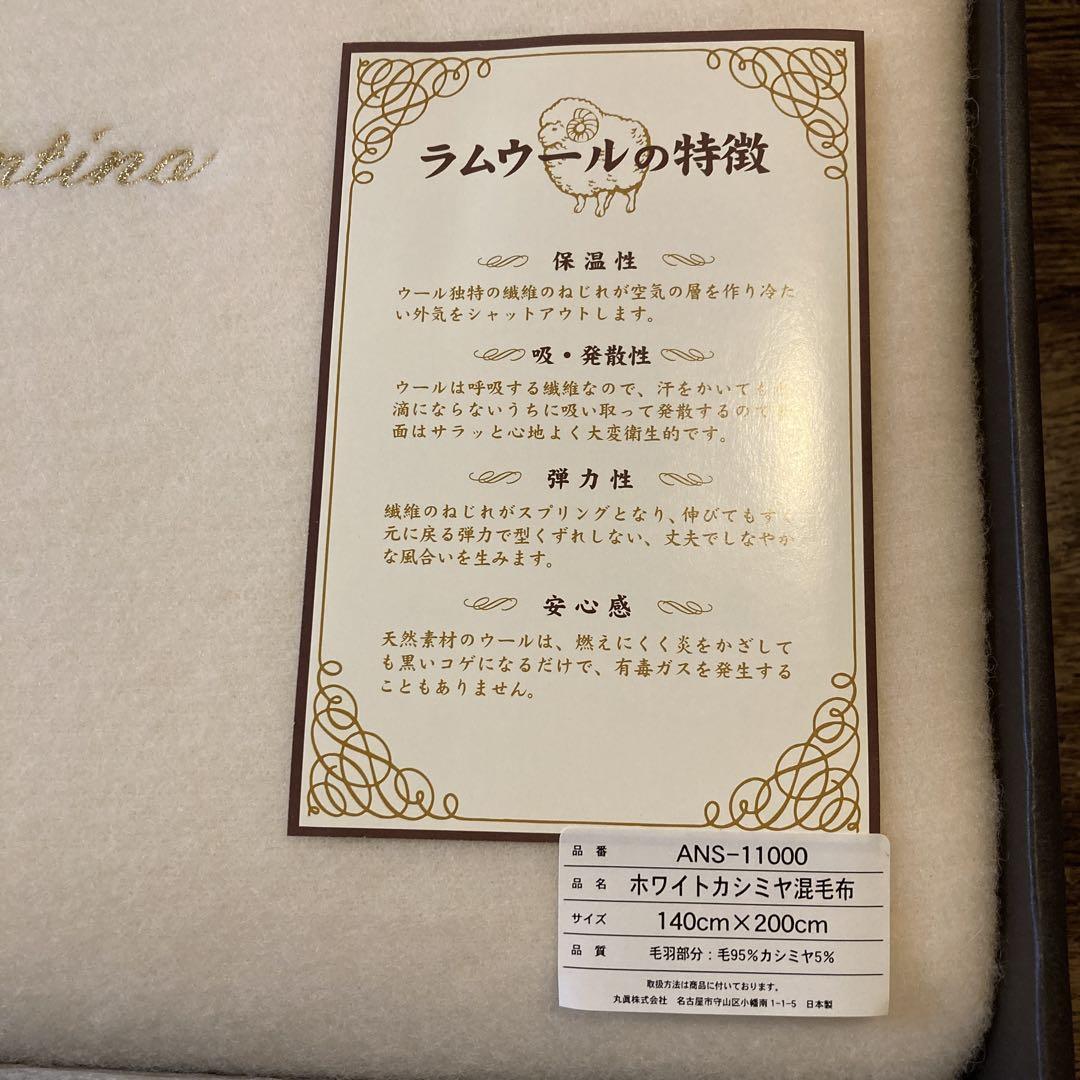 ntino
ラムウールの特徴
保温性
ウール独特の繊維のねじれが空気の層を作り冷た
い外気をシャットアウトします。
吸・発散性
ウールは呼吸する繊維なので、汗をかいても
滴にならないうちに吸い取って発散するので
面はサラッと心地よく大変衛生的です。
弾力性
繊維のねじれがスプリングとなり、伸びてもすぐ
元に戻る弾力で型くずれしない、丈夫でしなやか
な風合いを生みます。
安心感
天然素材のウールは、燃えにくく炎をかざして
も黒いコゲになるだけで、有毒ガスを発生する
こともありません。
品番 ANS-11000
品名 ホワイトカシミヤ混毛布
サイズ 140cm×200cm
品質 毛羽部分：毛95%カシミヤ5%
取扱方法は商品に付いております。
丸眞株式会社 名古屋市守山区小幡南1-1-5 日本製